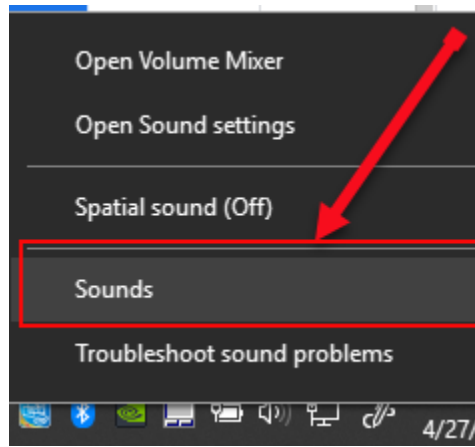 Open Volume Mixer
Open Sound settings
Spatial sound (Off)
Sounds
Troubleshoot sound problems
4/27/